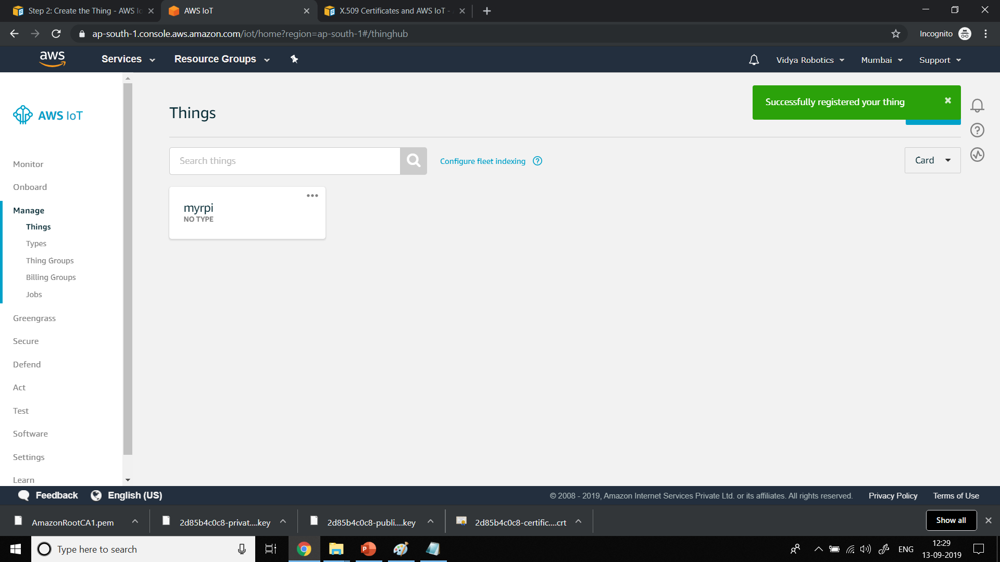 Step 2: Create the Thing - AWS Io
AWS IoT
X.509 Certificates and AWS IoT -
ap-south-1.console.aws.amazon.com/iot/home?region=ap-south-1#/thinghub
Incognito
aws
Services
Resource Groups
Vidya Robotics
Mumbai
Support
AWS IoT
Monitor
Onboard
Manage
Things
Types
Thing Groups
Billing Groups
Jobs
Greengrass
Secure
Defend
Act
Test
Software
Settings
Learn
Things
Successfully registered your thing
Search things
Configure fleet indexing
Card
myrpi
NO TYPE
Feedback
English (US)
© 2008 - 2019, Amazon Internet Services Private Ltd. or its affiliates. All rights reserved.
Privacy Policy
Terms of Use
AmazonRootCA1.pem
2d85b4c0c8-privat....key
2d85b4c0c8-publi....key
2d85b4c0c8-certific....crt
Show all
Type here to search
ENG
12:29
13-09-2019